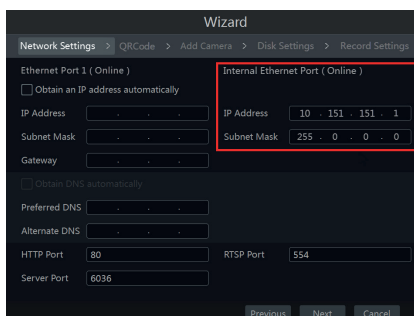 Wizard
Network Settings > QRCode > Add Camera > Disk Settings > Record Settings
Ethernet Port 1 ( Online ) Internal Ethernet Port ( Online )
Obtain an IP address automatically
IP Address . . . IP Address 10 . 151 . 151 . 1
Subnet Mask . . . Subnet Mask 255 . 0 . 0 . 0
Gateway . . .
Obtain DNS automatically
Preferred DNS . . .
Alternate DNS . . .
HTTP Port 80 RTSP Port 554
Server Port 6036
Previous Next Cancel